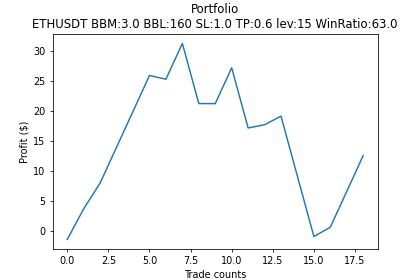 Portfolio
ETHUSDT BBM:3.0 BBL:160 SL:1.0 TP:0.6 lev:15 WinRatio:63.0
30
25
20
15
10
5
0
Profit ($)
0.0 2.5 5.0 7.5 10.0 12.5 15.0 17.5
Trade counts